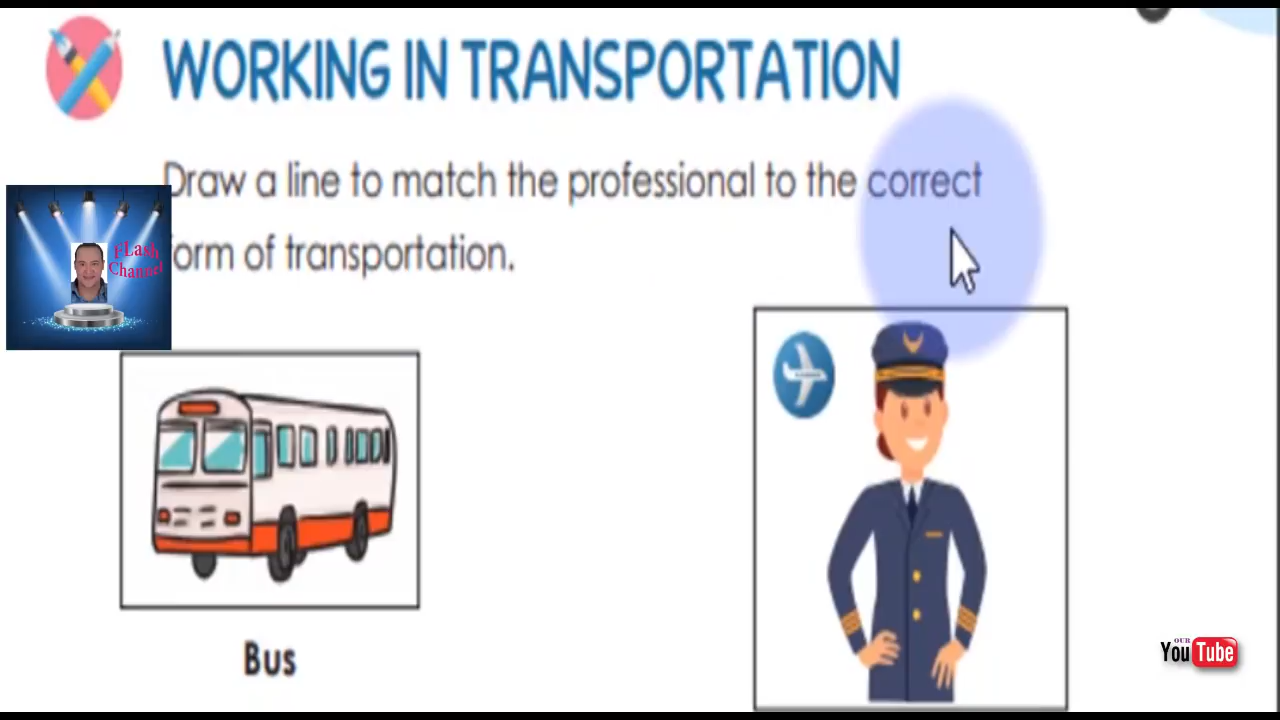 WORKING IN TRANSPORTATION
Draw a line to match the professional to the correct
form of transportation.
FLash
Channel
Bus
OUR
YouTube